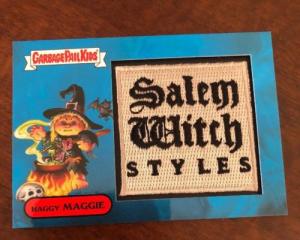 GARBAGE PAIL KIDS
Salem
Witch
STYLES
HAGGY MAGGIE